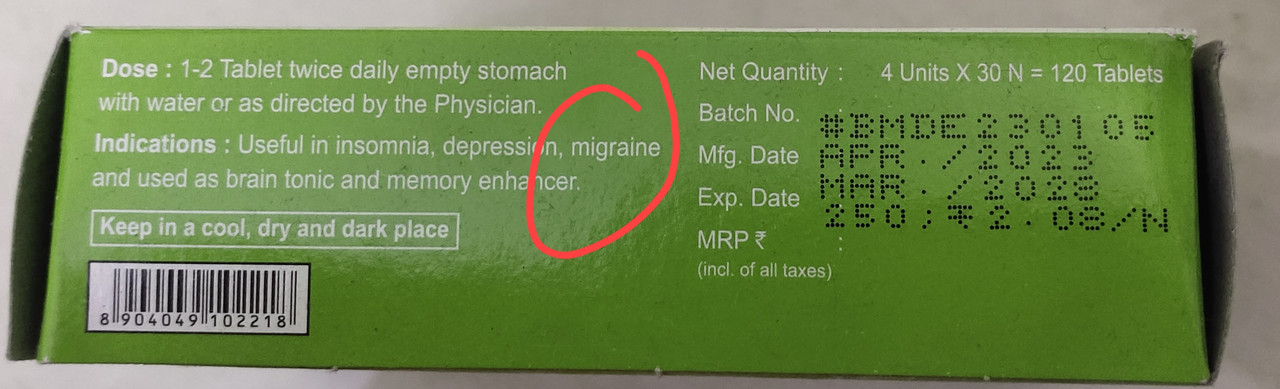 Dose : 1-2 Tablet twice daily empty stomach
with water or as directed by the Physician.
Indications : Useful in insomnia, depression, migraine
and used as brain tonic and memory enhancer.
Keep in a cool, dry and dark place
8 904049 102218
Net Quantity : 4 Units X 30 N = 120 Tablets
Batch No. : #BMDE230105
Mfg. Date : APR./2023
Exp. Date : MAR./2028
MRP ₹ : 250;₹2.08/N
(incl. of all taxes)